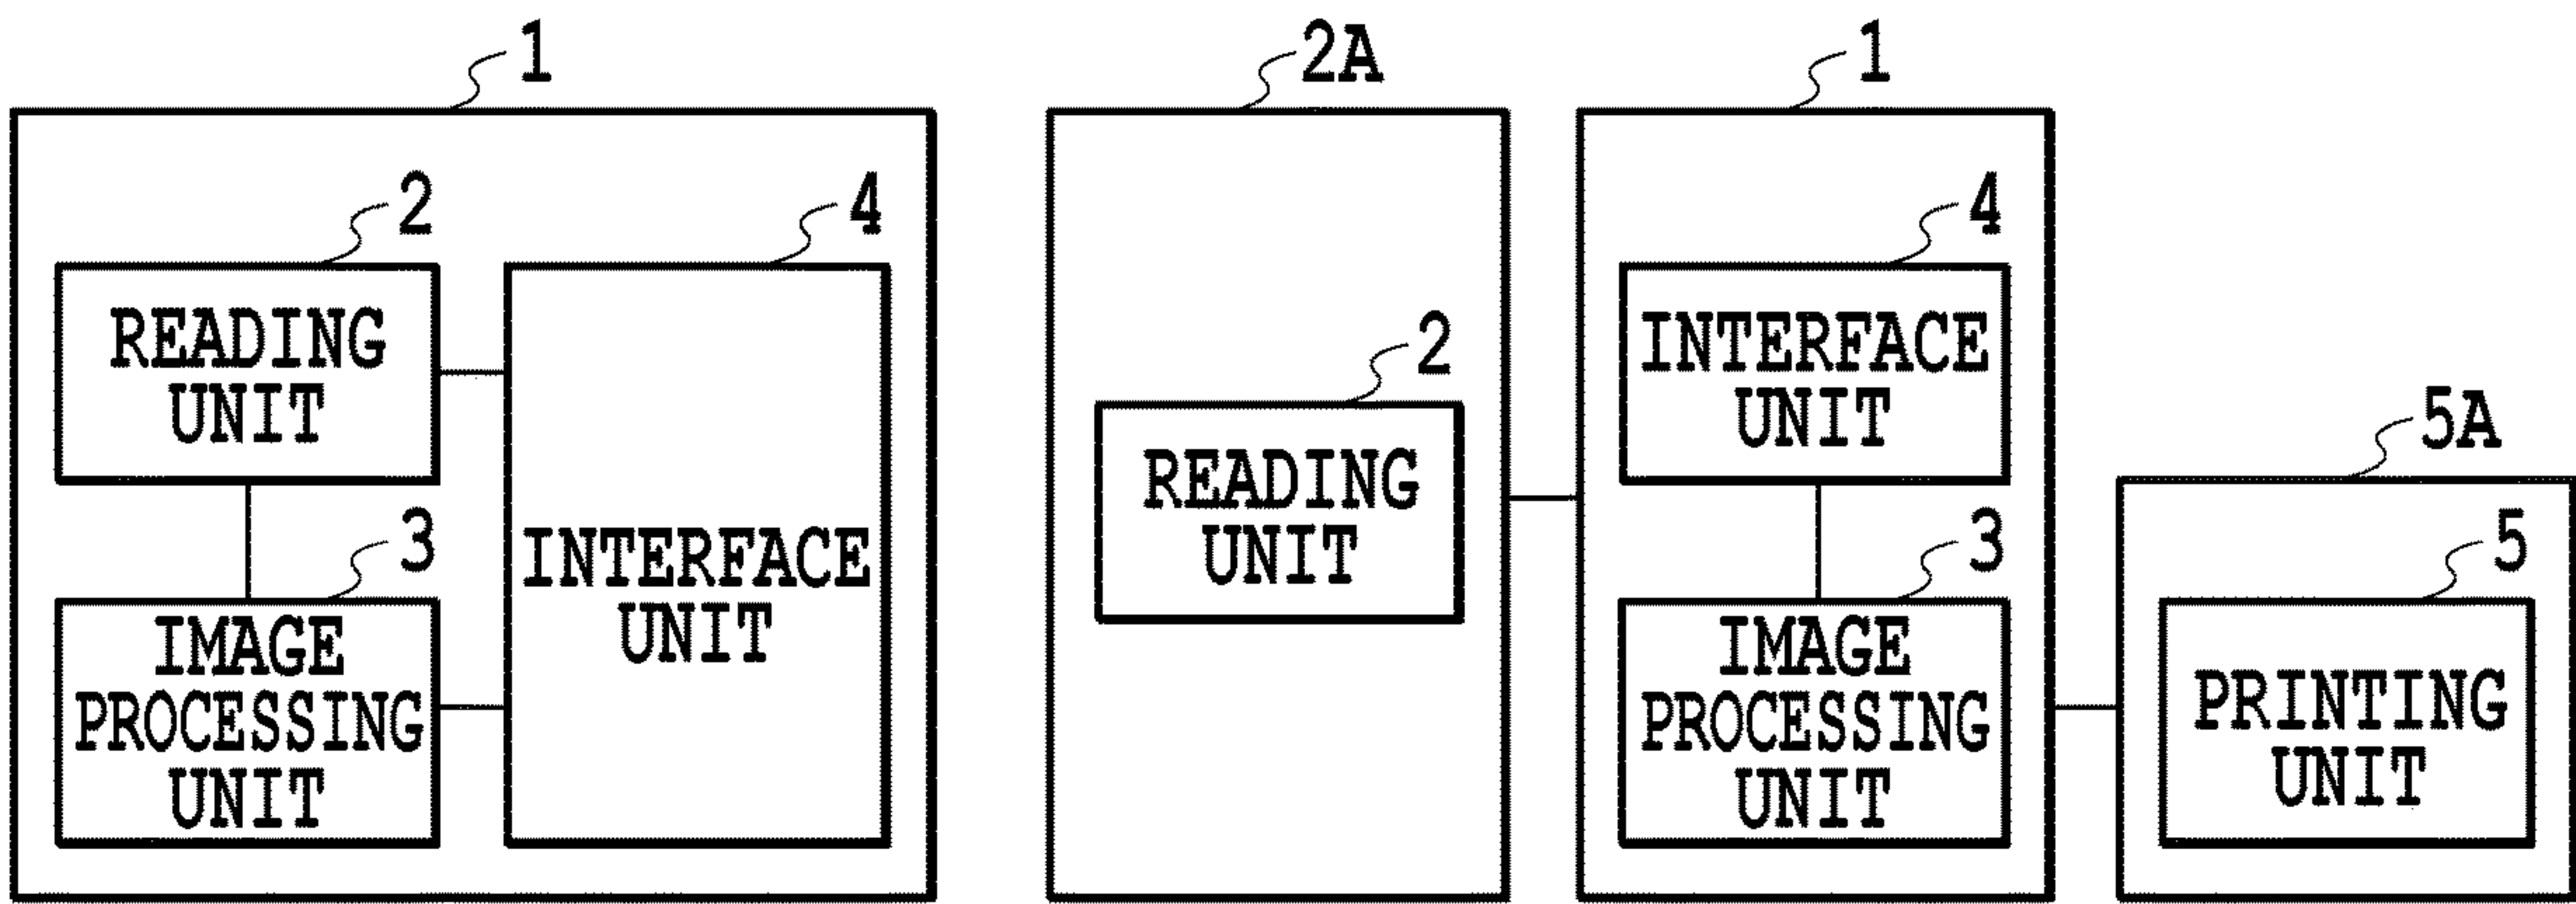 1
2
READING
UNIT
4
INTERFACE
UNIT
3
IMAGE
PROCESSING
UNIT
2A
2
READING
UNIT
1
4
INTERFACE
UNIT
3
IMAGE
PROCESSING
UNIT
5A
5
PRINTING
UNIT